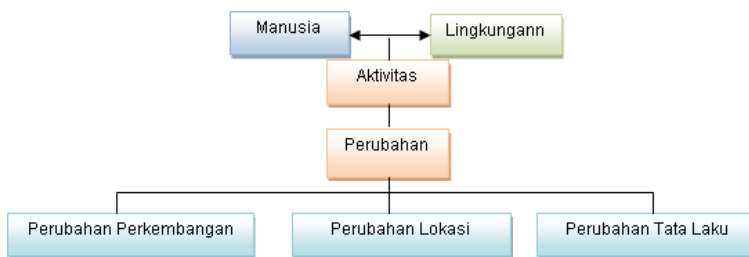 Manusia
Lingkungann
Aktivitas
Perubahan
Perubahan Perkembangan
Perubahan Lokasi
Perubahan Tata Laku